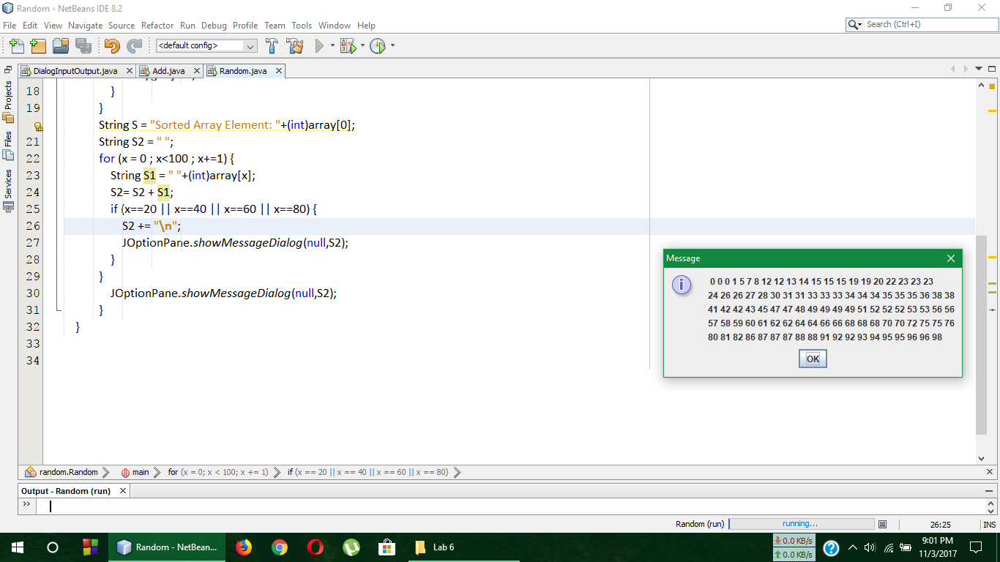 Random - NetBeans IDE 8.2
File Edit View Navigate Source Refactor Run Debug Profile Team Tools Window Help
Search (Ctrl+I)
<default config>
DialogInputOutput.java Add.java Random.java
Projects
Files
Services
18 }
19 }
String S = "Sorted Array Element: "+(int)array[0];
21 String S2 = " ";
22 for (x = 0 ; x<100 ; x+=1) {
23 String S1 = " "+(int)array[x];
24 S2= S2 + S1;
25 if (x==20 || x==40 || x==60 || x==80) {
26 S2 += "\n";
27 JOptionPane.showMessageDialog(null,S2);
28 }
29 }
30 JOptionPane.showMessageDialog(null,S2);
31 }
32 }
33
34
Message
0 0 0 1 5 7 8 12 12 13 14 15 15 15 19 19 20 22 23 23 23
24 26 26 27 28 30 31 31 33 33 33 34 34 34 35 35 35 36 38 38
41 42 42 43 45 47 47 48 49 49 49 49 51 52 52 52 53 53 56 56
57 58 59 60 61 62 62 64 64 66 66 68 68 68 70 70 72 75 75 76
80 81 82 86 87 87 87 88 88 91 92 92 93 94 95 95 96 96 98
OK
random.Random main for (x = 0; x < 100; x += 1) if (x == 20 || x == 40 || x == 60 || x == 80)
Output - Random (run)
Random (run) running... 26:25 INS
Random - NetBean...
Lab 6
0.0 KB/s
0.0 KB/s
9:01 PM
11/3/2017